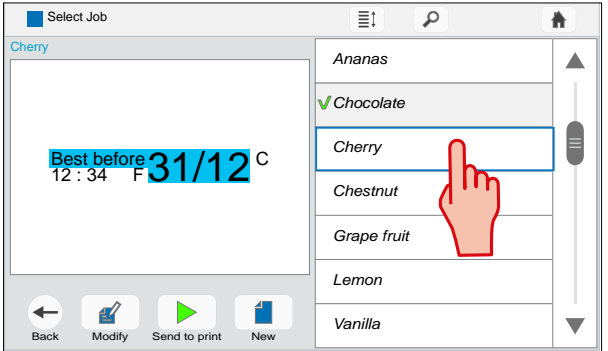 Select Job
Cherry
Best before 31/12 C
12 : 34 F
Back
Modify
Send to print
New
Ananas
Chocolate
Cherry
Chestnut
Grape fruit
Lemon
Vanilla